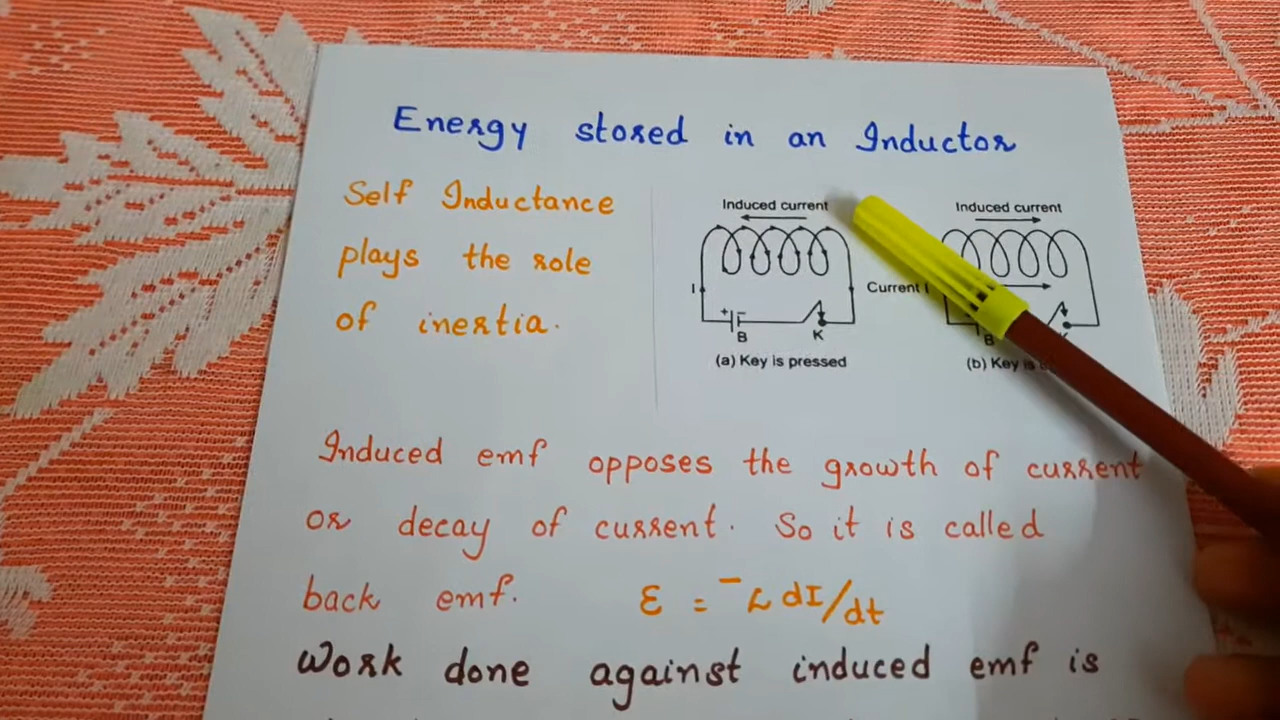 Energy stored in an Inductor
Self Inductance
plays the role
of inertia.
Induced current
I
+
B
K
(a) Key is pressed
Induced current
Current I
B
(b) Key is
Induced emf opposes the growth of current
or decay of current. So it is called
back emf. ε = -L dI/dt
Work done against induced emf is